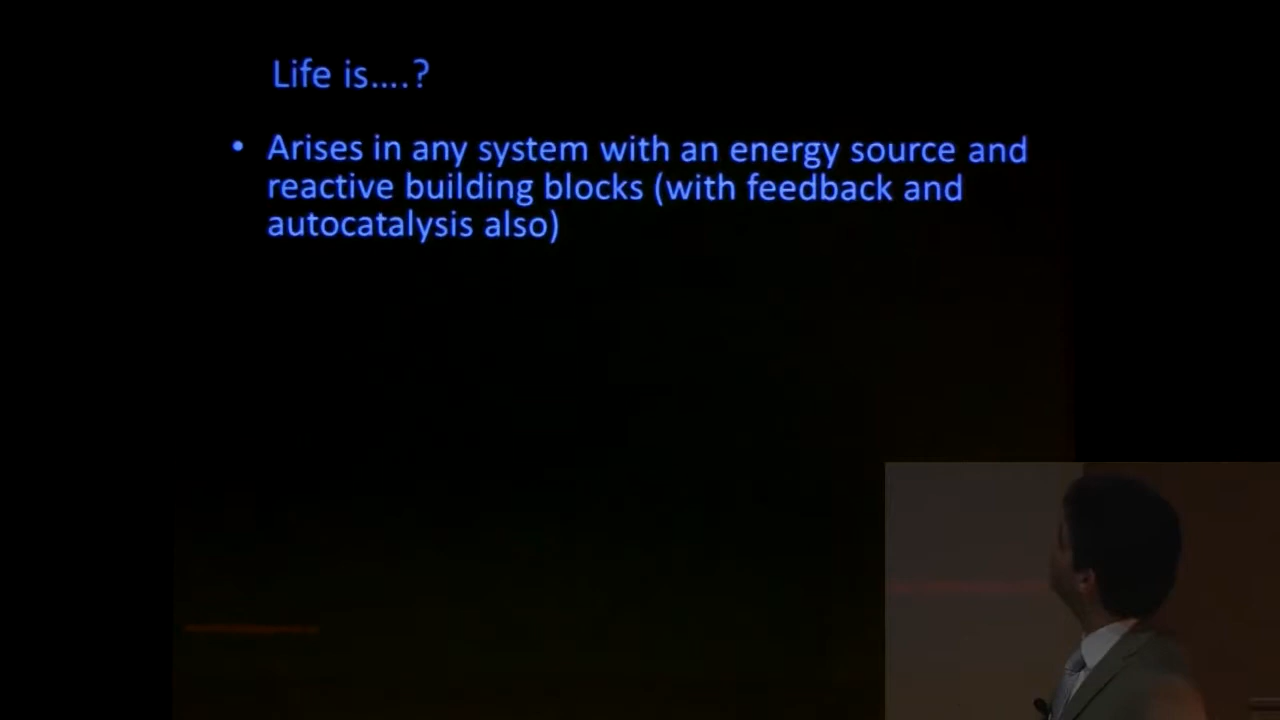 Life is....?
• Arises in any system with an energy source and
reactive building blocks (with feedback and
autocatalysis also)